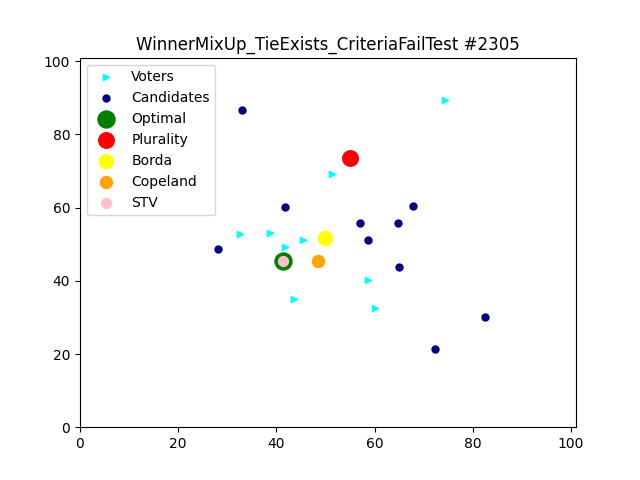 WinnerMixUp_TieExists_CriteriaFailTest #2305
100
80
60
40
20
0
Voters
Candidates
Optimal
Plurality
Borda
Copeland
STV
0 20 40 60 80 100